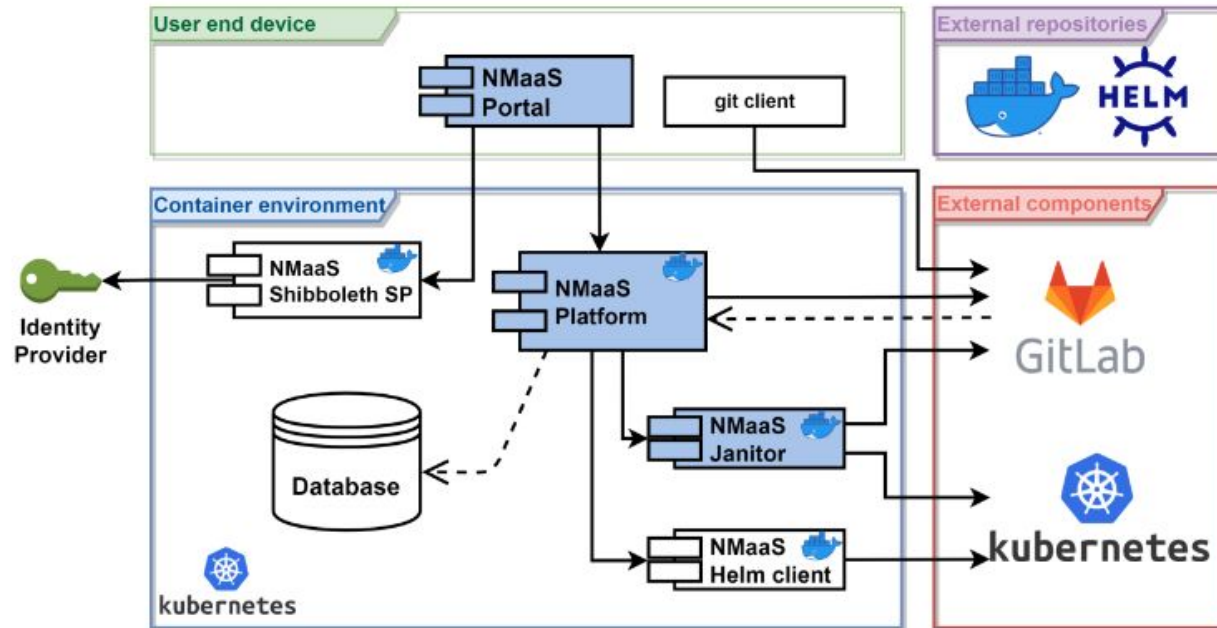 User end device
External repositories
NMaaS
Portal
git client
HELM
Container environment
External components
NMaaS
Shibboleth SP
NMaaS
Platform
Identity
Provider
GitLab
NMaaS
Janitor
Database
NMaaS
Helm client
kubernetes
kubernetes